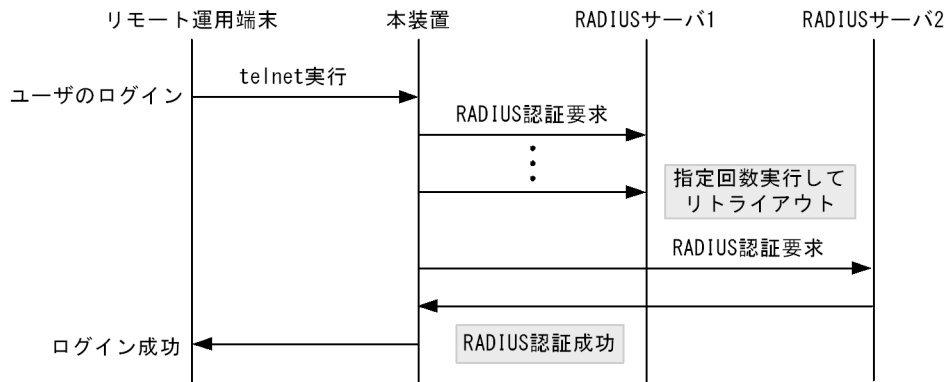 リモート運用端末
本装置
RADIUSサーバ1
RADIUSサーバ2
telnet実行
ユーザのログイン
RADIUS認証要求
指定回数実行して
リトライアウト
RADIUS認証要求
RADIUS認証成功
ログイン成功